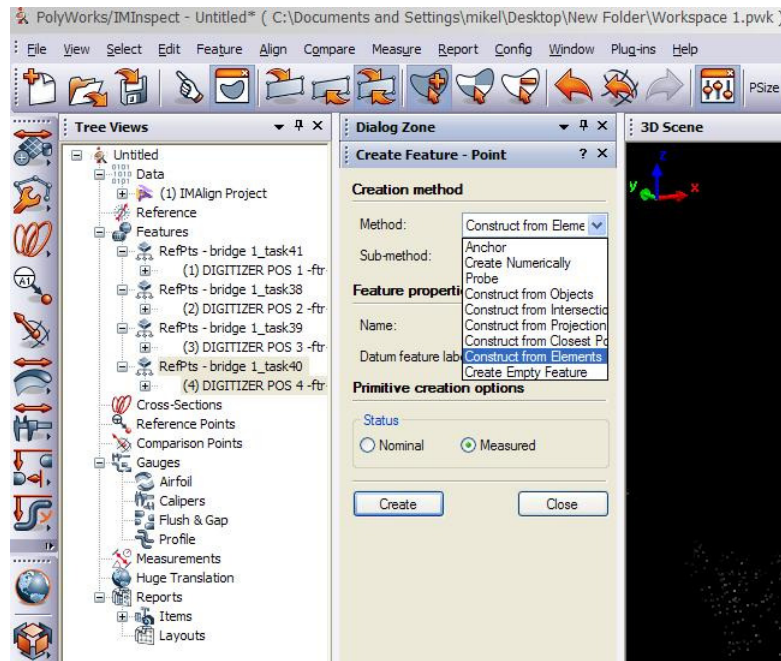 PolyWorks/IMInspect - Untitled* ( C:\Documents and Settings\mikel\Desktop\New Folder\Workspace 1.pwk )
File View Select Edit Feature Align Compare Measure Report Config Window Plug-ins Help
PSize
Tree Views
Untitled
Data
(1) IMAlign Project
Reference
Features
RefPts - bridge 1_task41
(1) DIGITIZER POS 1 -ftr
RefPts - bridge 1_task38
(2) DIGITIZER POS 2 -ftr
RefPts - bridge 1_task39
(3) DIGITIZER POS 3 -ftr
RefPts - bridge 1_task40
(4) DIGITIZER POS 4 -ftr
Cross-Sections
Reference Points
Comparison Points
Gauges
Airfoil
Calipers
Flush & Gap
Profile
Measurements
Huge Translation
Reports
Items
Layouts
Dialog Zone
Create Feature - Point ? X
Creation method
Method: Construct from Eleme
Sub-method:
Anchor
Create Numerically
Probe
Construct from Objects
Construct from Intersectic
Construct from Projection
Construct from Closest Pc
Construct from Elements
Create Empty Feature
Feature properti
Name:
Datum feature lab
Primitive creation options
Status
Nominal Measured
Create Close
3D Scene
z
y x
A1